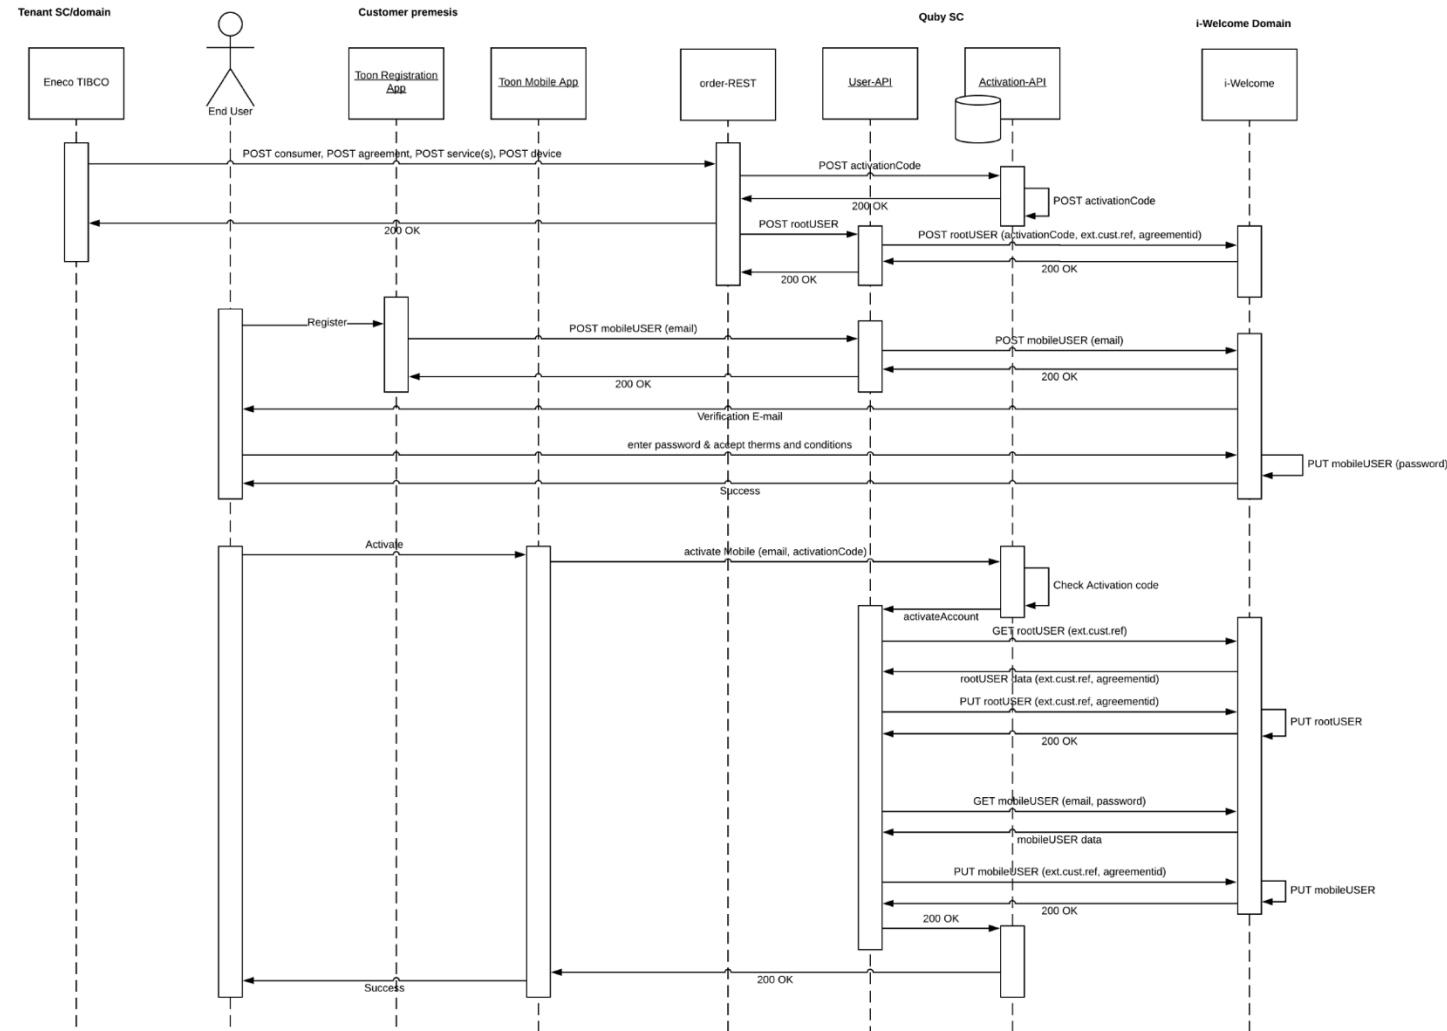 Tenant SC/domain
Customer premesis
Quby SC
i-Welcome Domain
Eneco TIBCO
End User
Toon Registration
App
Toon Mobile App
order-REST
User-API
Activation-API
i-Welcome
POST consumer, POST agreement, POST service(s), POST device
POST activationCode
POST activationCode
200 OK
200 OK
POST rootUSER
POST rootUSER (activationCode, ext.cust.ref, agreementid)
200 OK
200 OK
Register
POST mobileUSER (email)
POST mobileUSER (email)
200 OK
200 OK
Verification E-mail
enter password & accept therms and conditions
PUT mobileUSER (password)
Success
Activate
activate Mobile (email, activationCode)
Check Activation code
activateAccount
GET rootUSER (ext.cust.ref)
rootUSER data (ext.cust.ref, agreementid)
PUT rootUSER (ext.cust.ref, agreementid)
PUT rootUSER
200 OK
GET mobileUSER (email, password)
mobileUSER data
PUT mobileUSER (ext.cust.ref, agreementid)
PUT mobileUSER
200 OK
200 OK
200 OK
Success